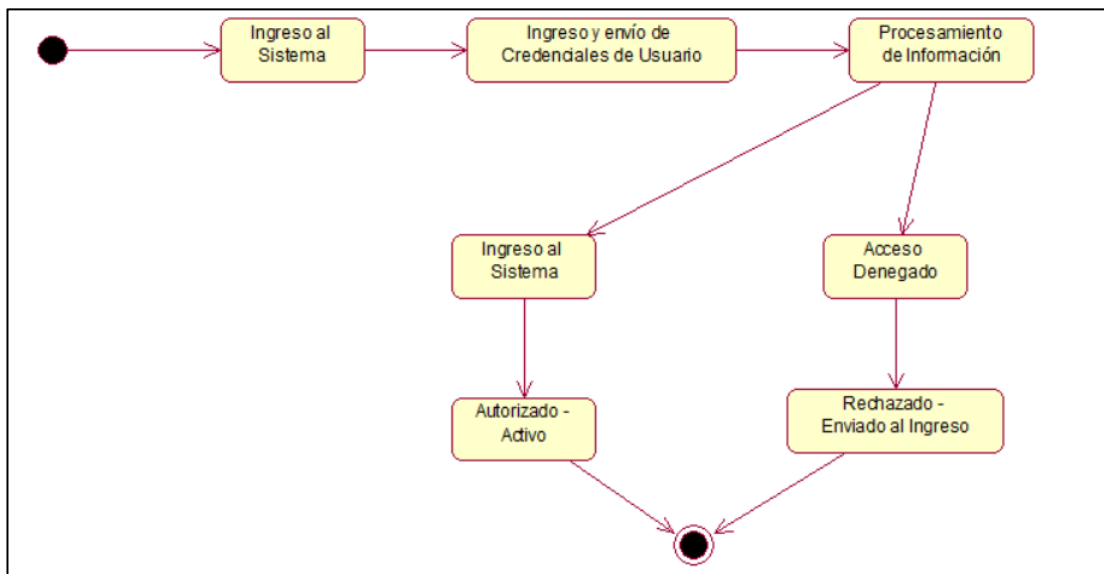 Ingreso al
Sistema
Ingreso y envío de
Credenciales de Usuario
Procesamiento
de Información
Ingreso al
Sistema
Acceso
Denegado
Autorizado -
Activo
Rechazado -
Enviado al Ingreso